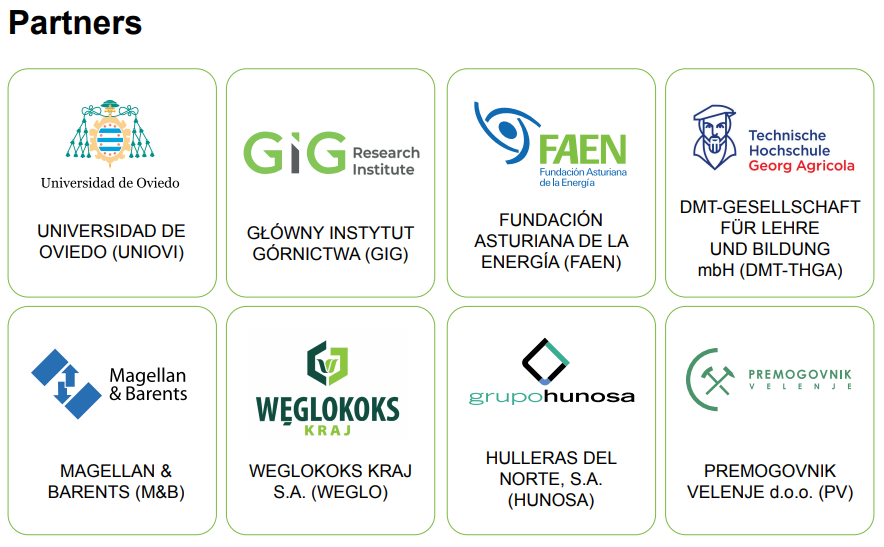 Partners
Universidad de Oviedo
UNIVERSIDAD DE
OVIEDO (UNIOVI)
GiG Research
Institute
GŁÓWNY INSTYTUT
GÓRNICTWA (GIG)
FAEN
Fundación Asturiana
de la Energía
FUNDACIÓN
ASTURIANA DE LA
ENERGÍA (FAEN)
Technische
Hochschule
Georg Agricola
DMT-GESELLSCHAFT
FÜR LEHRE
UND BILDUNG
mbH (DMT-THGA)
Magellan
& Barents
MAGELLAN &
BARENTS (M&B)
WĘGLOKOKS
KRAJ
WEGLOKOKS KRAJ
S.A. (WEGLO)
grupohunosa
HULLERAS DEL
NORTE, S.A.
(HUNOSA)
PREMOGOVNIK
VELENJE
PREMOGOVNIK
VELENJE d.o.o. (PV)